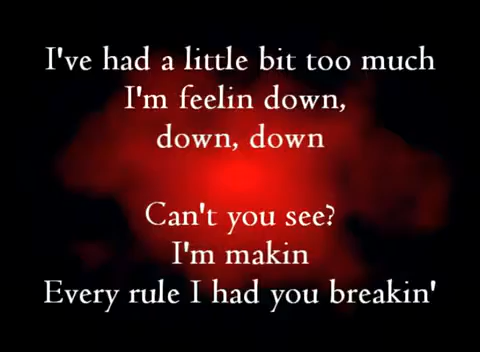 I've had a little bit too much
I'm feelin down,
down, down
Can't you see?
I'm makin
Every rule I had you breakin'